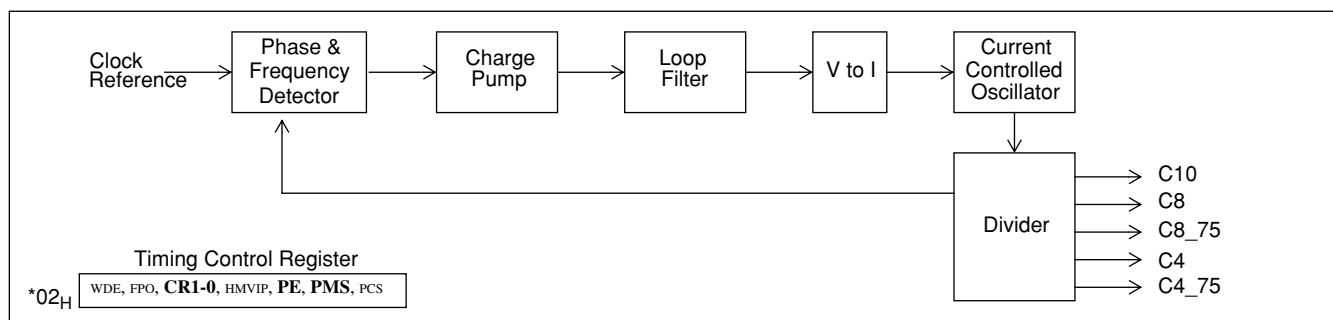 Clock
Reference
Phase &
Frequency
Detector
Charge
Pump
Loop
Filter
V to I
Current
Controlled
Oscillator
Divider
C10
C8
C8_75
C4
C4_75
Timing Control Register
*02H
WDE, FPO, CR1-0, HMVIP, PE, PMS, PCS